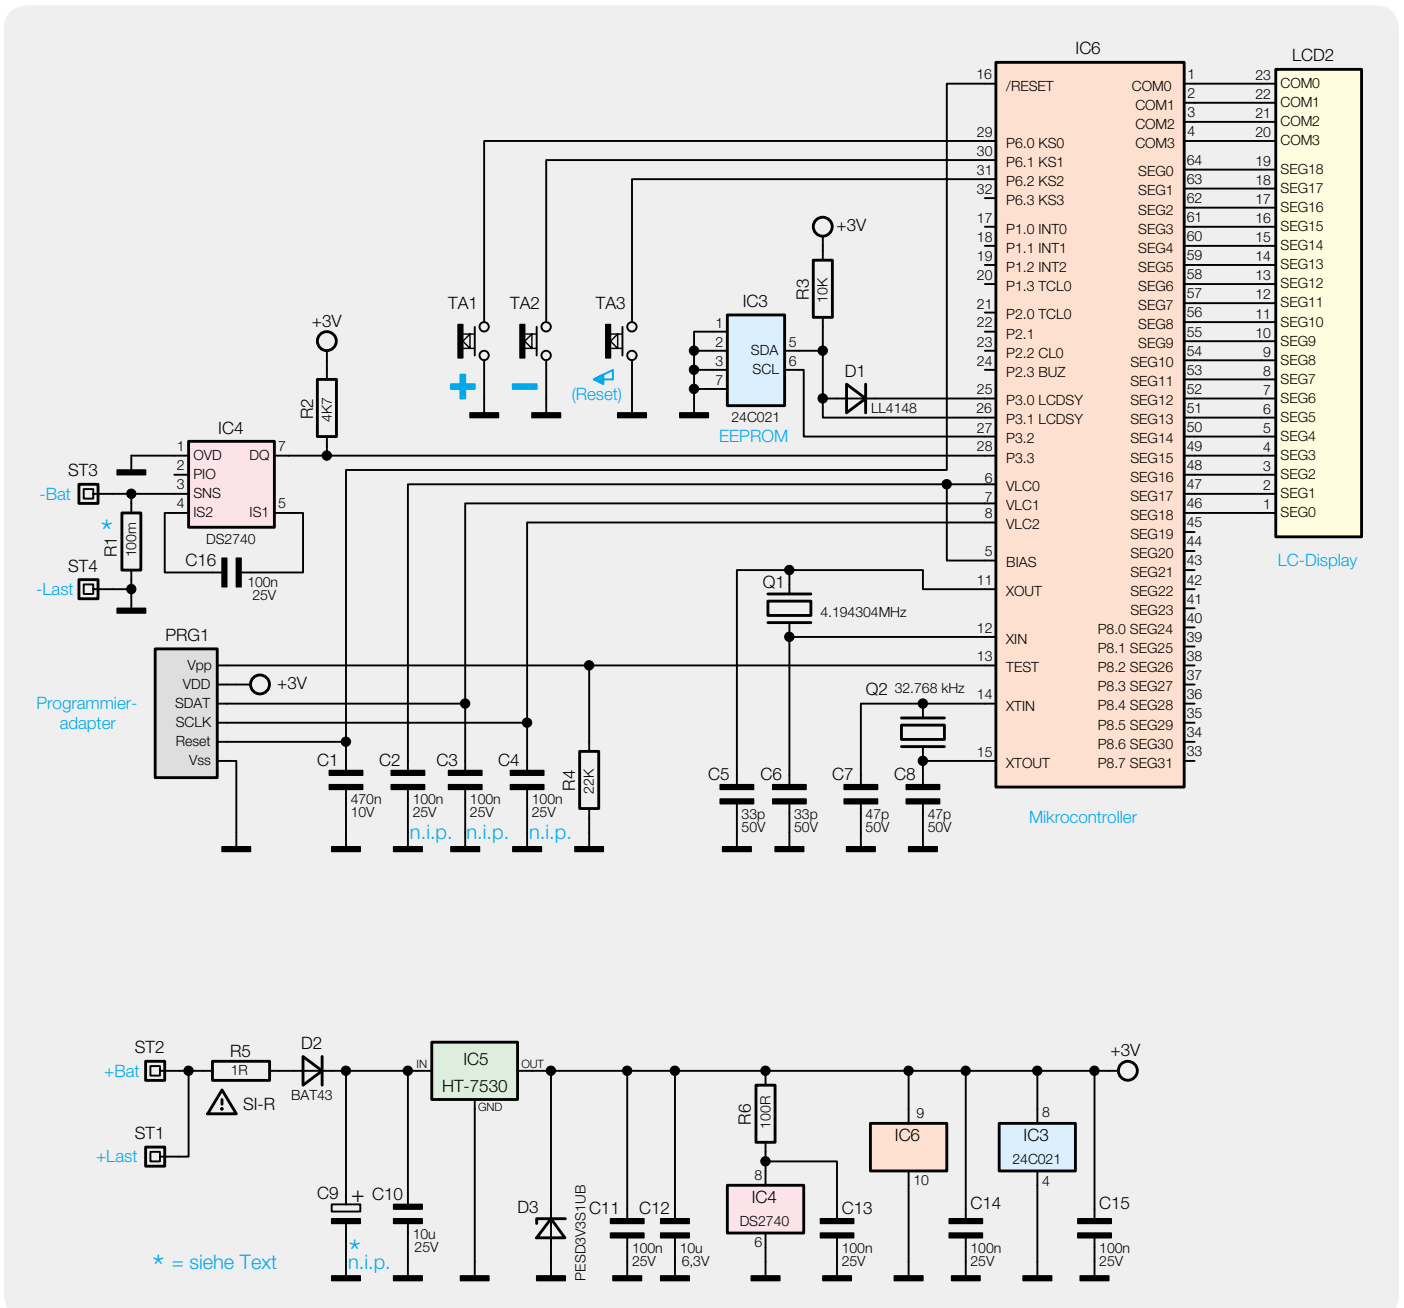 IC6
LCD2
16
/RESET
COM0
1
23
COM0
COM1
2
22
COM1
COM2
3
21
COM2
COM3
4
20
COM3
29
P6.0 KS0
30
P6.1 KS1
31
P6.2 KS2
32
P6.3 KS3
17
P1.0 INT0
18
P1.1 INT1
19
P1.2 INT2
20
P1.3 TCL0
21
P2.0 TCL0
22
P2.1
23
P2.2 CL0
24
P2.3 BUZ
25
P3.0 LCDSY
26
P3.1 LCDSY
27
P3.2
28
P3.3
6
VLC0
7
VLC1
8
VLC2
5
BIAS
11
XOUT
12
XIN
13
TEST
14
XTIN
15
XTOUT
SEG0
64
19
SEG18
SEG1
63
18
SEG17
SEG2
62
17
SEG16
SEG3
61
16
SEG15
SEG4
60
15
SEG14
SEG5
59
14
SEG13
SEG6
58
13
SEG12
SEG7
57
12
SEG11
SEG8
56
11
SEG10
SEG9
55
10
SEG9
SEG10
54
9
SEG8
SEG11
53
8
SEG7
SEG12
52
7
SEG6
SEG13
51
6
SEG5
SEG14
50
5
SEG4
SEG15
49
4
SEG3
SEG16
48
3
SEG2
SEG17
47
2
SEG1
SEG18
46
1
SEG0
SEG19
45
SEG20
44
SEG21
43
SEG22
42
SEG23
41
P8.0 SEG24
40
P8.1 SEG25
39
P8.2 SEG26
38
P8.3 SEG27
37
P8.4 SEG28
36
P8.5 SEG29
35
P8.6 SEG30
34
P8.7 SEG31
33
Mikrocontroller
LC-Display
TA1
+
TA2
−
TA3
(Reset)
+3V
R3
10K
IC3
1
2
3
7
SDA
5
SCL
6
24C021
EEPROM
D1
LL4148
+3V
R2
4K7
IC4
1
OVD
DQ
7
2
PIO
3
SNS
4
IS2
IS1
5
DS2740
ST3
-Bat
*
R1
100m
ST4
-Last
C16
100n
25V
PRG1
Vpp
VDD
SDAT
SCLK
Reset
Vss
+3V
Programmier-
adapter
C1
470n
10V
C2
100n
25V
n.i.p.
C3
100n
25V
n.i.p.
C4
100n
25V
n.i.p.
R4
22K
Q1
4.194304MHz
Q2
32.768 kHz
C5
33p
50V
C6
33p
50V
C7
47p
50V
C8
47p
50V
ST2
+Bat
ST1
+Last
R5
1R
SI-R
D2
BAT43
IN
IC5
HT-7530
OUT
GND
C9
+
*
n.i.p.
C10
10u
25V
D3
PESD3V3S1UB
C11
100n
25V
C12
10u
6,3V
R6
100R
8
IC4
DS2740
6
C13
100n
25V
9
IC6
10
C14
100n
25V
8
IC3
24C021
4
C15
100n
25V
+3V
* = siehe Text